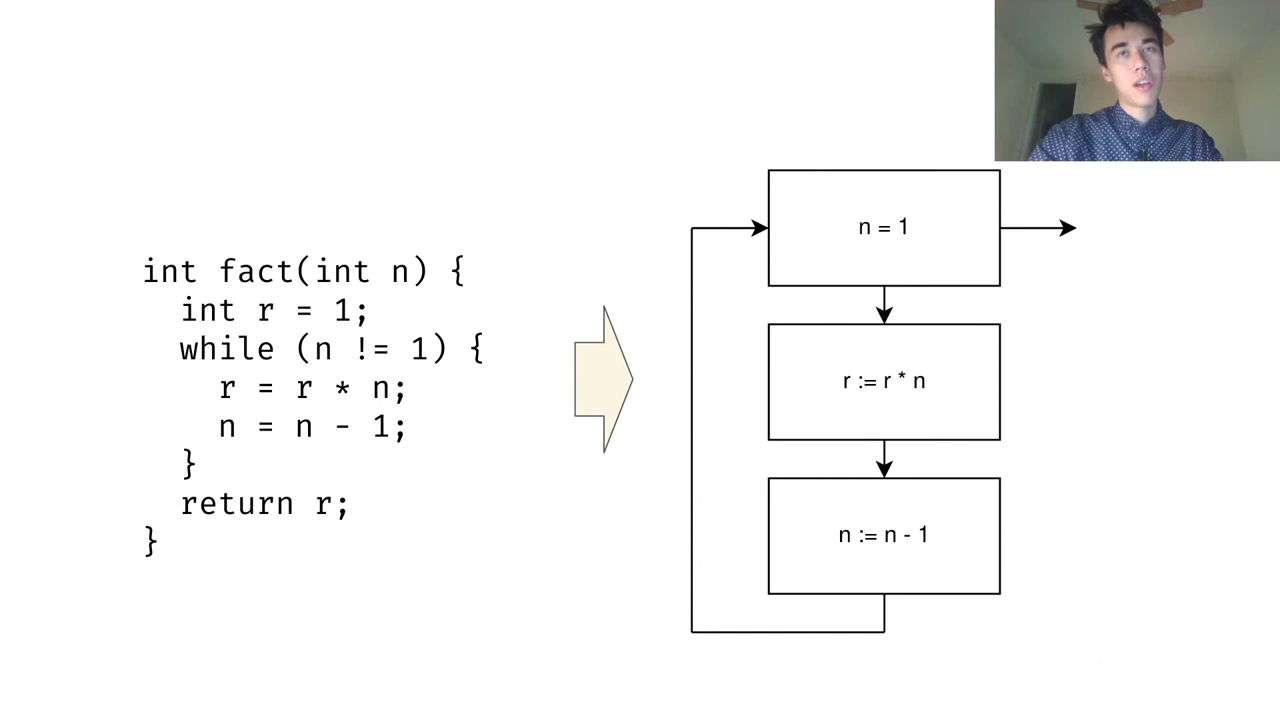 int fact(int n) {
int r = 1;
while (n != 1) {
r = r * n;
n = n - 1;
}
return r;
}
n = 1
r := r * n
n := n - 1